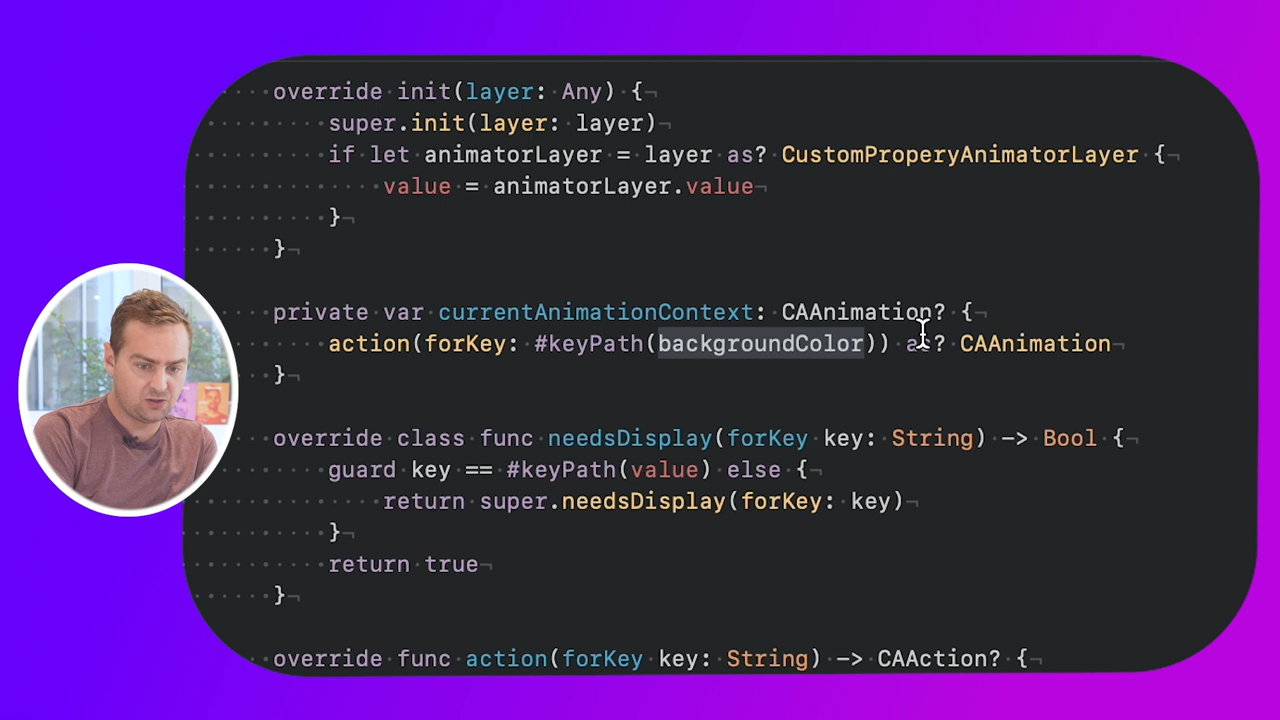 override init(layer: Any) {
super.init(layer: layer)
if let animatorLayer = layer as? CustomProperyAnimatorLayer {
value = animatorLayer.value
}
}
private var currentAnimationContext: CAAnimation? {
action(forKey: #keyPath(backgroundColor)) as? CAAnimation
}
override class func needsDisplay(forKey key: String) -> Bool {
guard key == #keyPath(value) else {
return super.needsDisplay(forKey: key)
}
return true
}
override func action(forKey key: String) -> CAAction? {